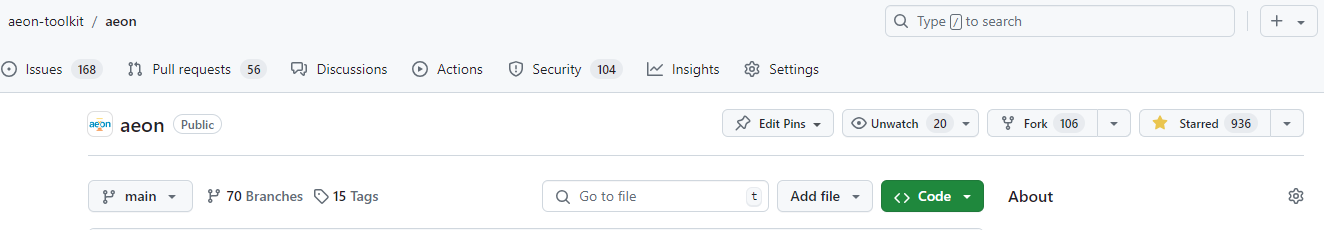 aeon-toolkit / aeon
Type / to search
Issues 168 Pull requests 56 Discussions Actions Security 104 Insights Settings
aeon aeon Public Edit Pins Unwatch 20 Fork 106 Starred 936
main 70 Branches 15 Tags Go to file t Add file <> Code About